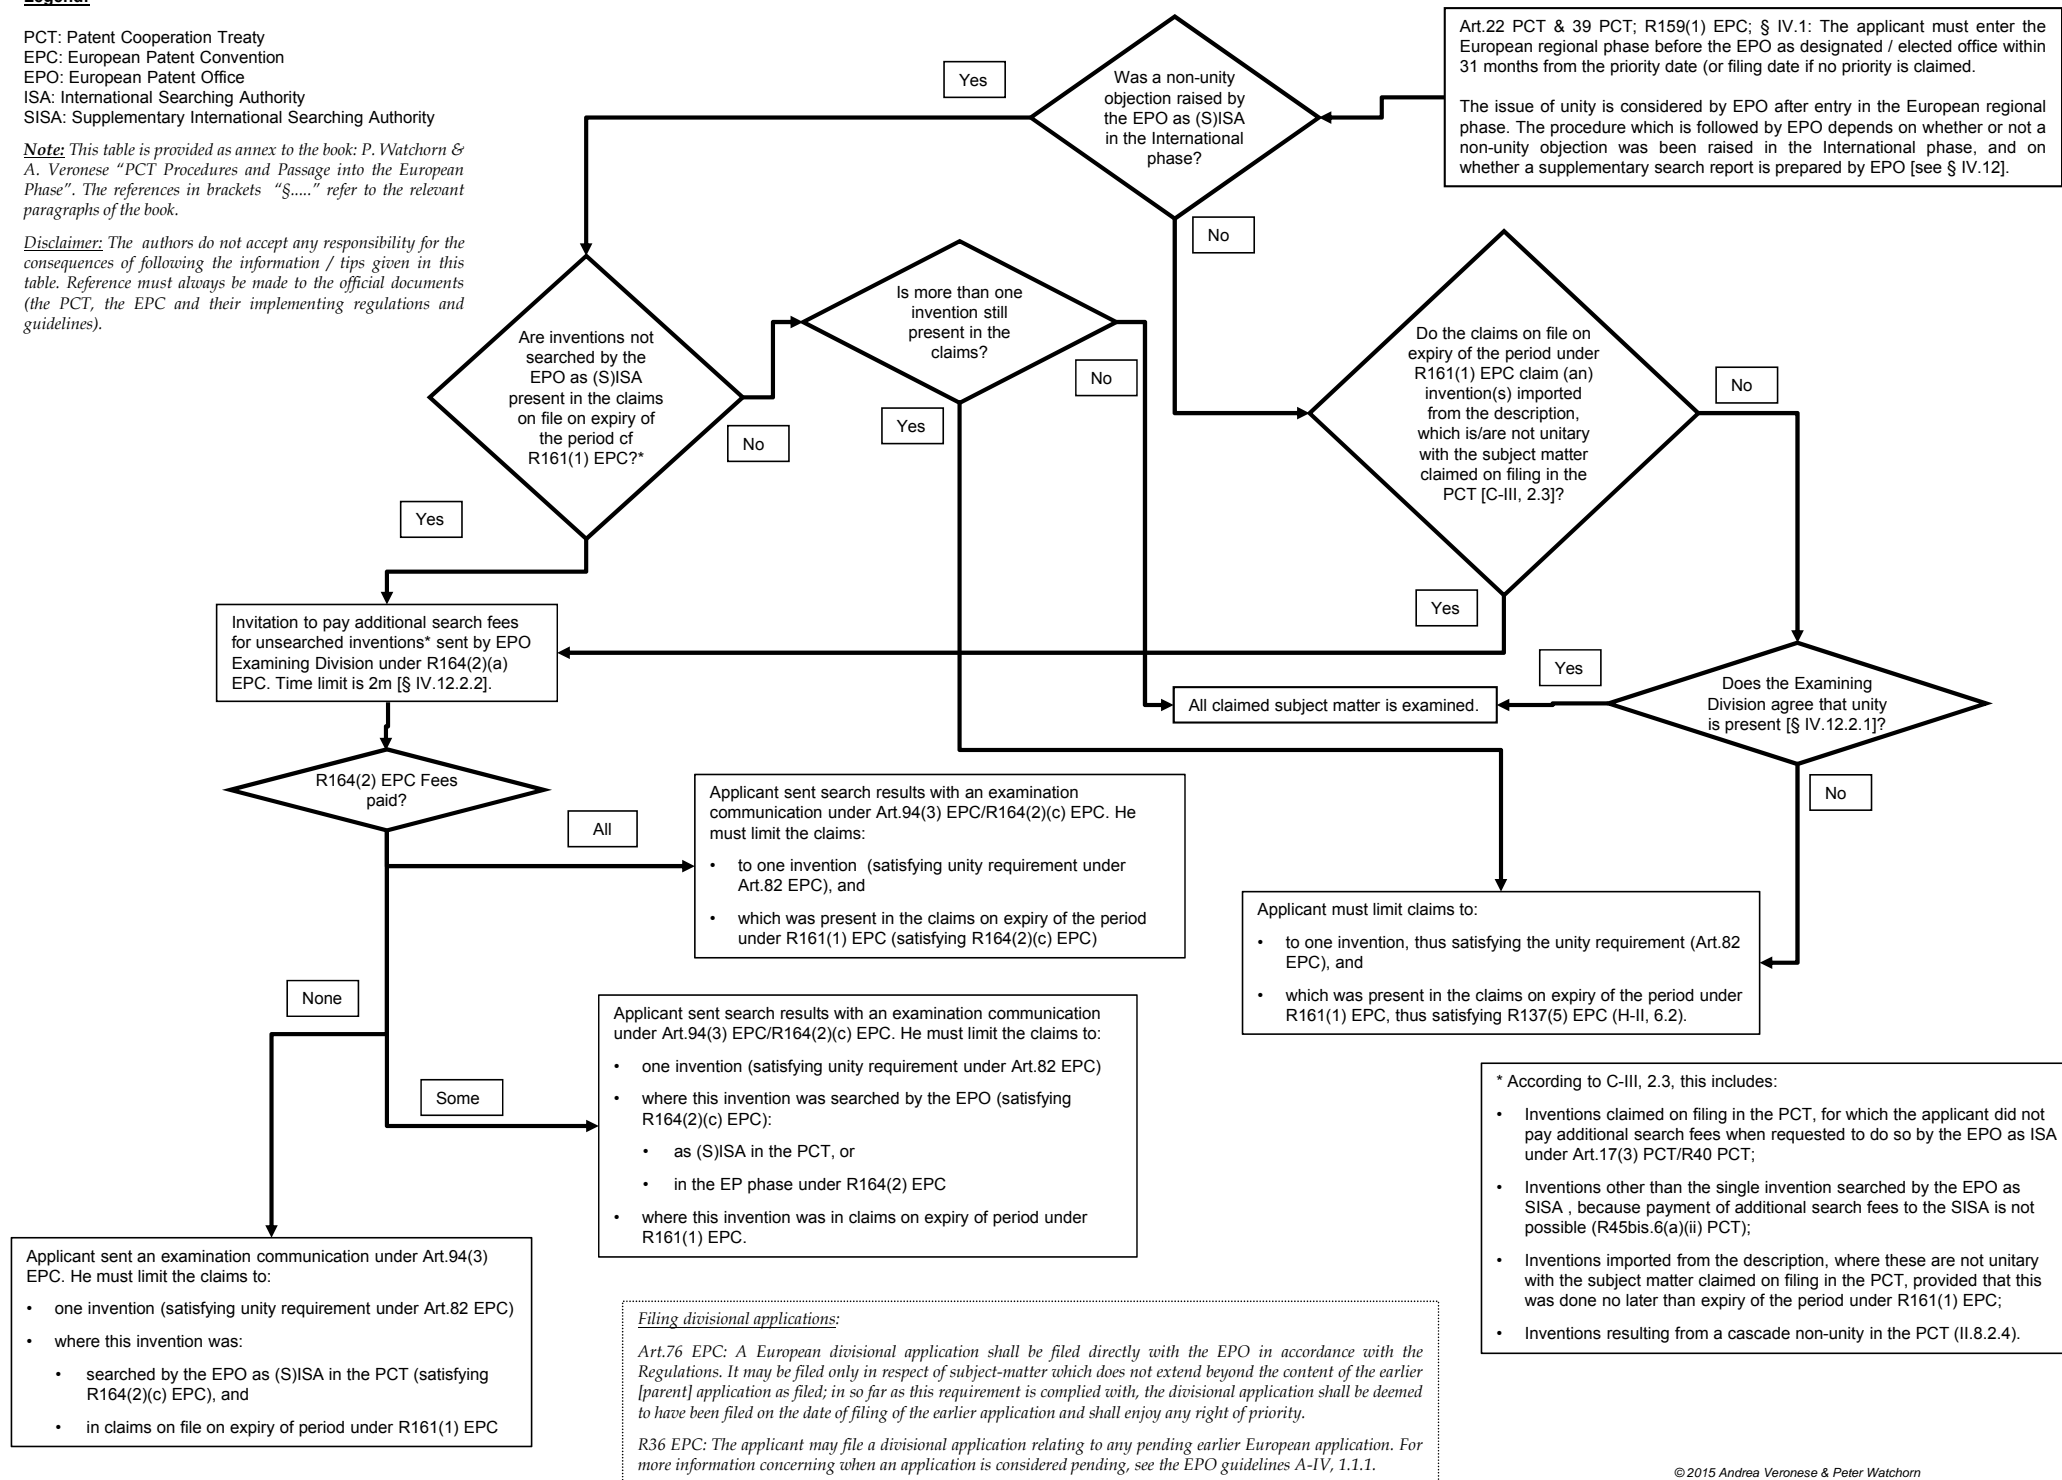 Legend:
PCT: Patent Cooperation Treaty
EPC: European Patent Convention
EPO: European Patent Office
ISA: International Searching Authority
SISA: Supplementary International Searching Authority
Note: This table is provided as annex to the book: P. Watchorn &
A. Veronese “PCT Procedures and Passage into the European
Phase”. The references in brackets “§.....” refer to the relevant
paragraphs of the book.
Disclaimer: The authors do not accept any responsibility for the
consequences of following the information / tips given in this
table. Reference must always be made to the official documents
(the PCT, the EPC and their implementing regulations and
guidelines).
Yes
Was a non-unity
objection raised by
the EPO as (S)ISA
in the International
phase?
Art.22 PCT & 39 PCT; R159(1) EPC; § IV.1: The applicant must enter the
European regional phase before the EPO as designated / elected office within
31 months from the priority date (or filing date if no priority is claimed.
The issue of unity is considered by EPO after entry in the European regional
phase. The procedure which is followed by EPO depends on whether or not a
non-unity objection was been raised in the International phase, and on
whether a supplementary search report is prepared by EPO [see § IV.12].
No
Are inventions not
searched by the
EPO as (S)ISA
present in the claims
on file on expiry of
the period cf
R161(1) EPC?*
Is more than one
invention still
present in the
claims?
Do the claims on file on
expiry of the period under
R161(1) EPC claim (an)
invention(s) imported
from the description,
which is/are not unitary
with the subject matter
claimed on filing in the
PCT [C-III, 2.3]?
No
No
Yes
No
Yes
Yes
Invitation to pay additional search fees
for unsearched inventions* sent by EPO
Examining Division under R164(2)(a)
EPC. Time limit is 2m [§ IV.12.2.2].
Yes
All claimed subject matter is examined.
Does the Examining
Division agree that unity
is present [§ IV.12.2.1]?
No
R164(2) EPC Fees
paid?
All
Applicant sent search results with an examination
communication under Art.94(3) EPC/R164(2)(c) EPC. He
must limit the claims:
• to one invention (satisfying unity requirement under
Art.82 EPC), and
• which was present in the claims on expiry of the period
under R161(1) EPC (satisfying R164(2)(c) EPC)
Applicant must limit claims to:
• to one invention, thus satisfying the unity requirement (Art.82
EPC), and
• which was present in the claims on expiry of the period under
R161(1) EPC, thus satisfying R137(5) EPC (H-II, 6.2).
None
Some
Applicant sent search results with an examination communication
under Art.94(3) EPC/R164(2)(c) EPC. He must limit the claims to:
• one invention (satisfying unity requirement under Art.82 EPC)
• where this invention was searched by the EPO (satisfying
R164(2)(c) EPC):
• as (S)ISA in the PCT, or
• in the EP phase under R164(2) EPC
• where this invention was in claims on expiry of period under
R161(1) EPC.
* According to C-III, 2.3, this includes:
• Inventions claimed on filing in the PCT, for which the applicant did not
pay additional search fees when requested to do so by the EPO as ISA
under Art.17(3) PCT/R40 PCT;
• Inventions other than the single invention searched by the EPO as
SISA , because payment of additional search fees to the SISA is not
possible (R45bis.6(a)(ii) PCT);
• Inventions imported from the description, where these are not unitary
with the subject matter claimed on filing in the PCT, provided that this
was done no later than expiry of the period under R161(1) EPC;
• Inventions resulting from a cascade non-unity in the PCT (II.8.2.4).
Applicant sent an examination communication under Art.94(3)
EPC. He must limit the claims to:
• one invention (satisfying unity requirement under Art.82 EPC)
• where this invention was:
• searched by the EPO as (S)ISA in the PCT (satisfying
R164(2)(c) EPC), and
• in claims on file on expiry of period under R161(1) EPC
Filing divisional applications:
Art.76 EPC: A European divisional application shall be filed directly with the EPO in accordance with the
Regulations. It may be filed only in respect of subject-matter which does not extend beyond the content of the earlier
[parent] application as filed; in so far as this requirement is complied with, the divisional application shall be deemed
to have been filed on the date of filing of the earlier application and shall enjoy any right of priority.
R36 EPC: The applicant may file a divisional application relating to any pending earlier European application. For
more information concerning when an application is considered pending, see the EPO guidelines A-IV, 1.1.1.
© 2015 Andrea Veronese & Peter Watchorn